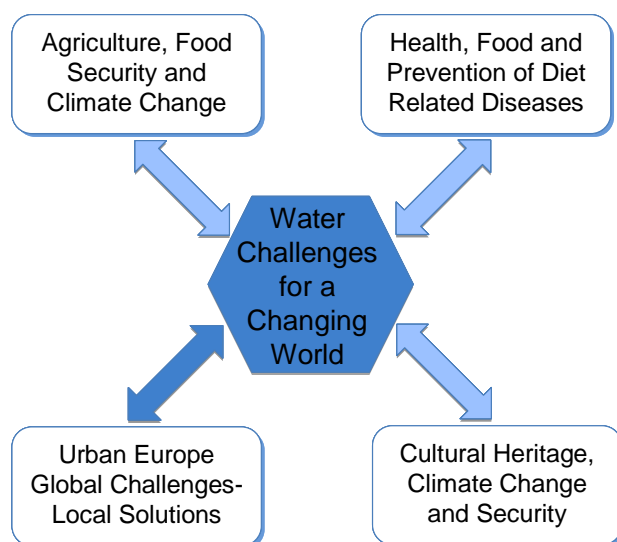 Agriculture, Food
Security and
Climate Change
Health, Food and
Prevention of Diet
Related Diseases
Water
Challenges
for a
Changing
World
Urban Europe
Global Challenges-
Local Solutions
Cultural Heritage,
Climate Change
and Security